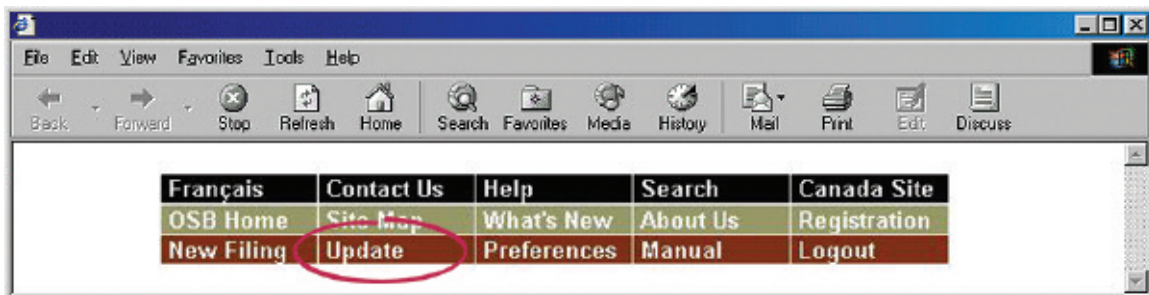 File Edit View Favorites Tools Help
Back Forward Stop Refresh Home Search Favorites Media History Mail Print Edit Discuss
Français Contact Us Help Search Canada Site
OSB Home Site Map What's New About Us Registration
New Filing Update Preferences Manual Logout